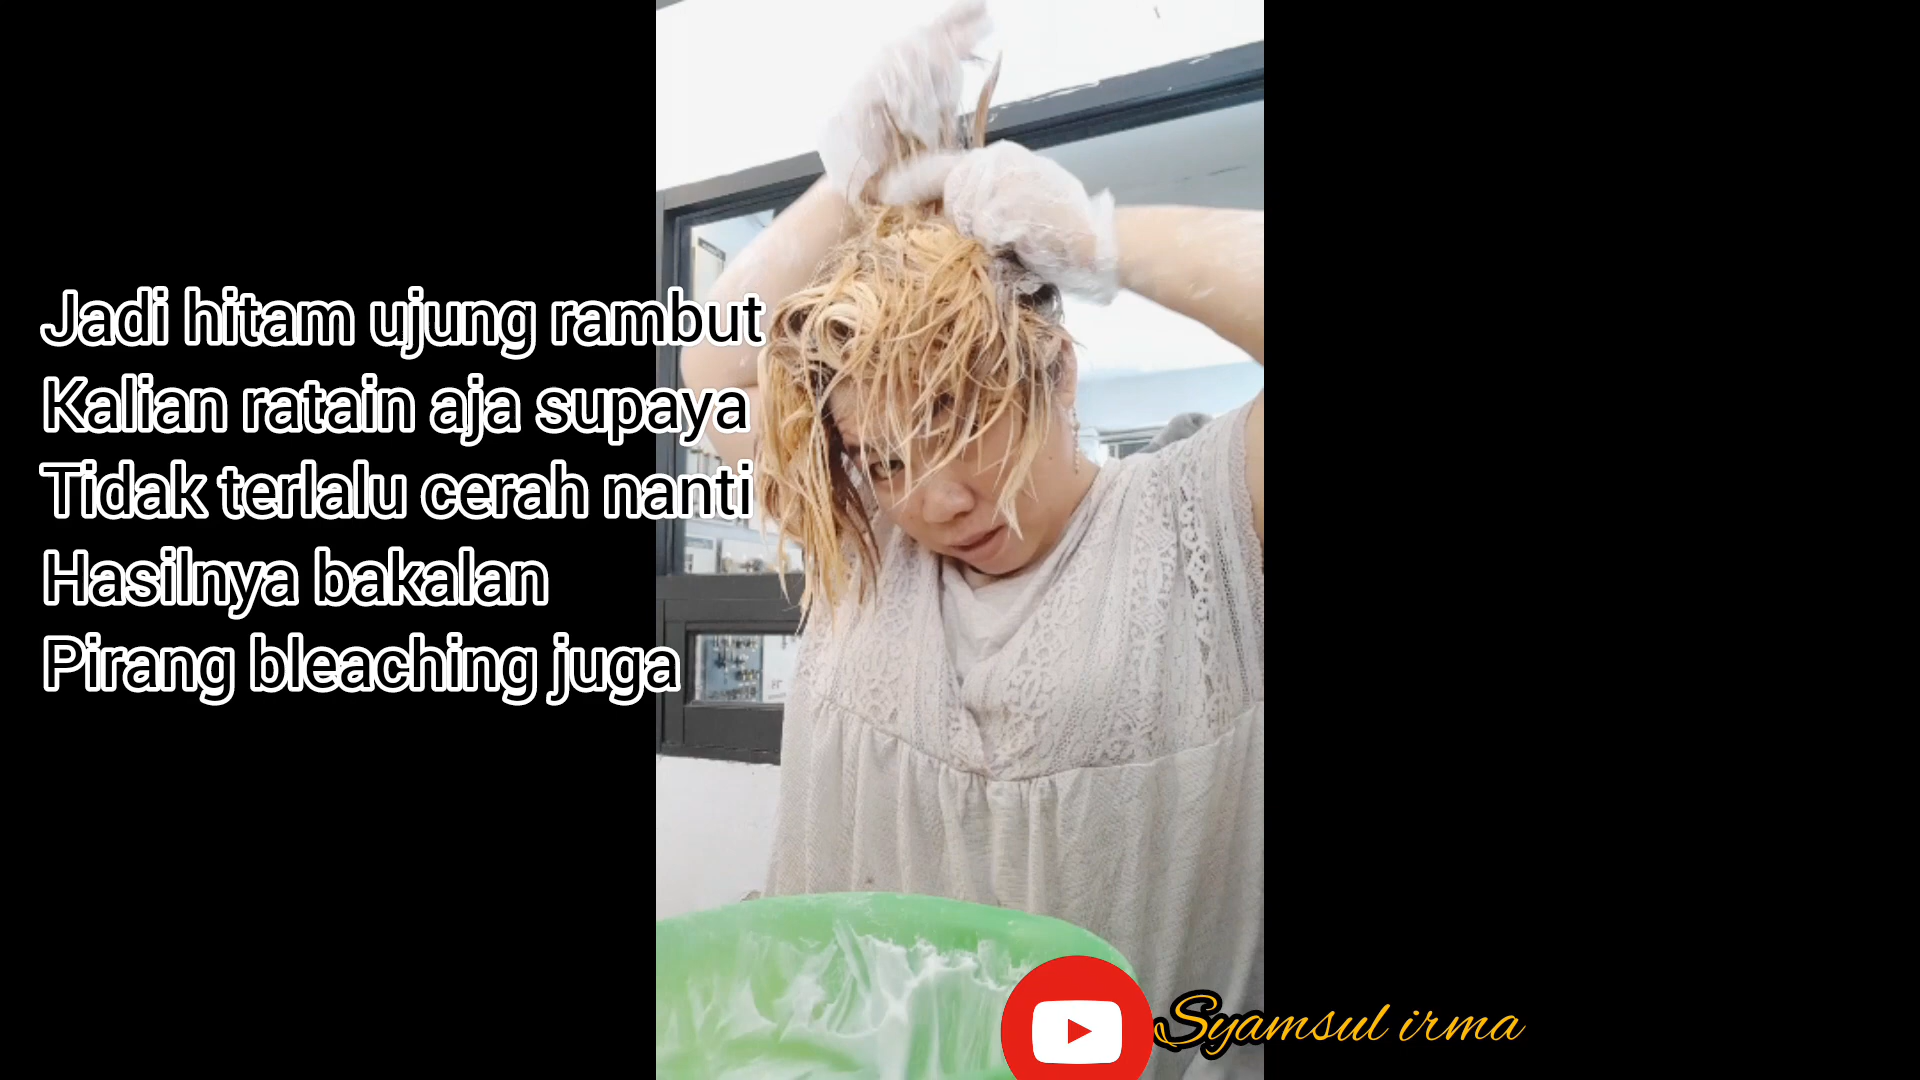 Jadi hitam ujung rambut
Kalian ratain aja supaya
Tidak terlalu cerah nanti
Hasilnya bakalan
Pirang bleaching juga
Syamsul irma